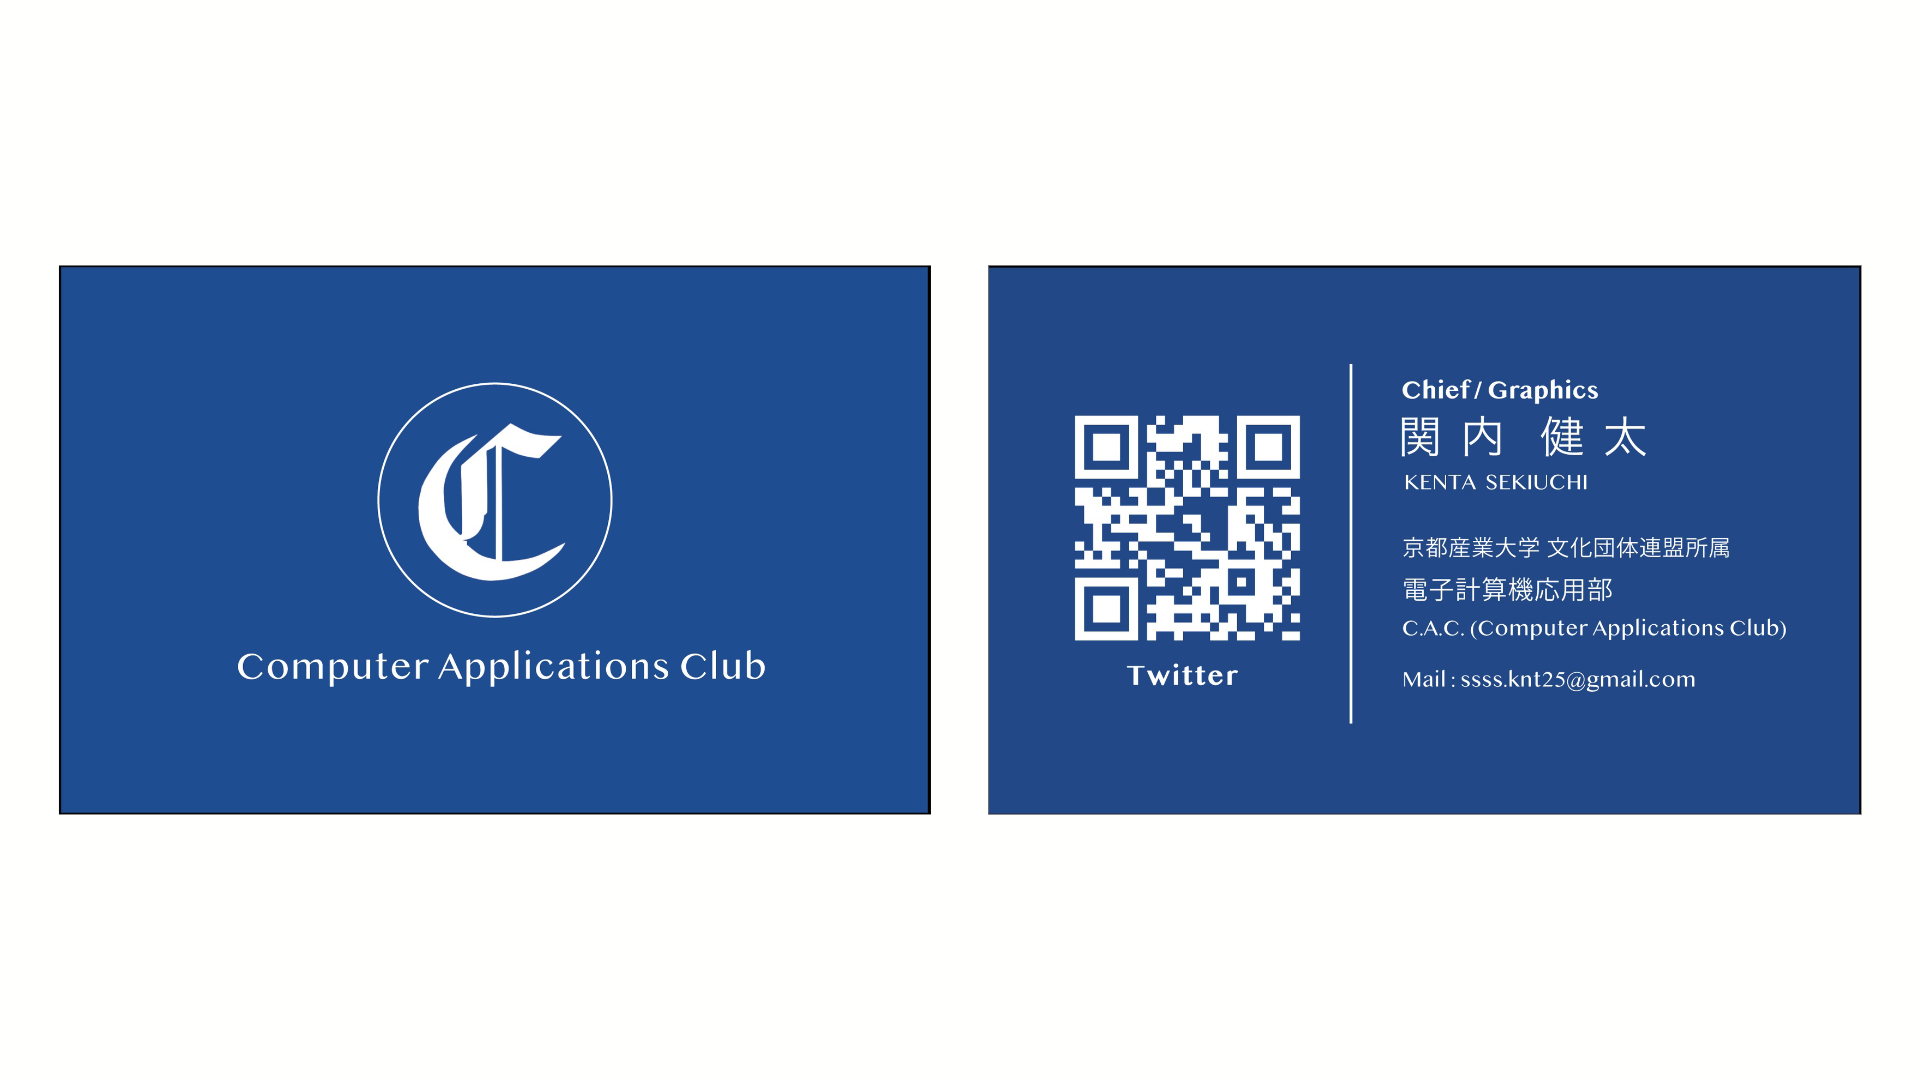 C
Computer Applications Club
Twitter
Chief / Graphics
関内 健太
KENTA SEKIUCHI
京都産業大学 文化団体連盟所属
電子計算機応用部
C.A.C. (Computer Applications Club)
Mail : ssss.knt25@gmail.com